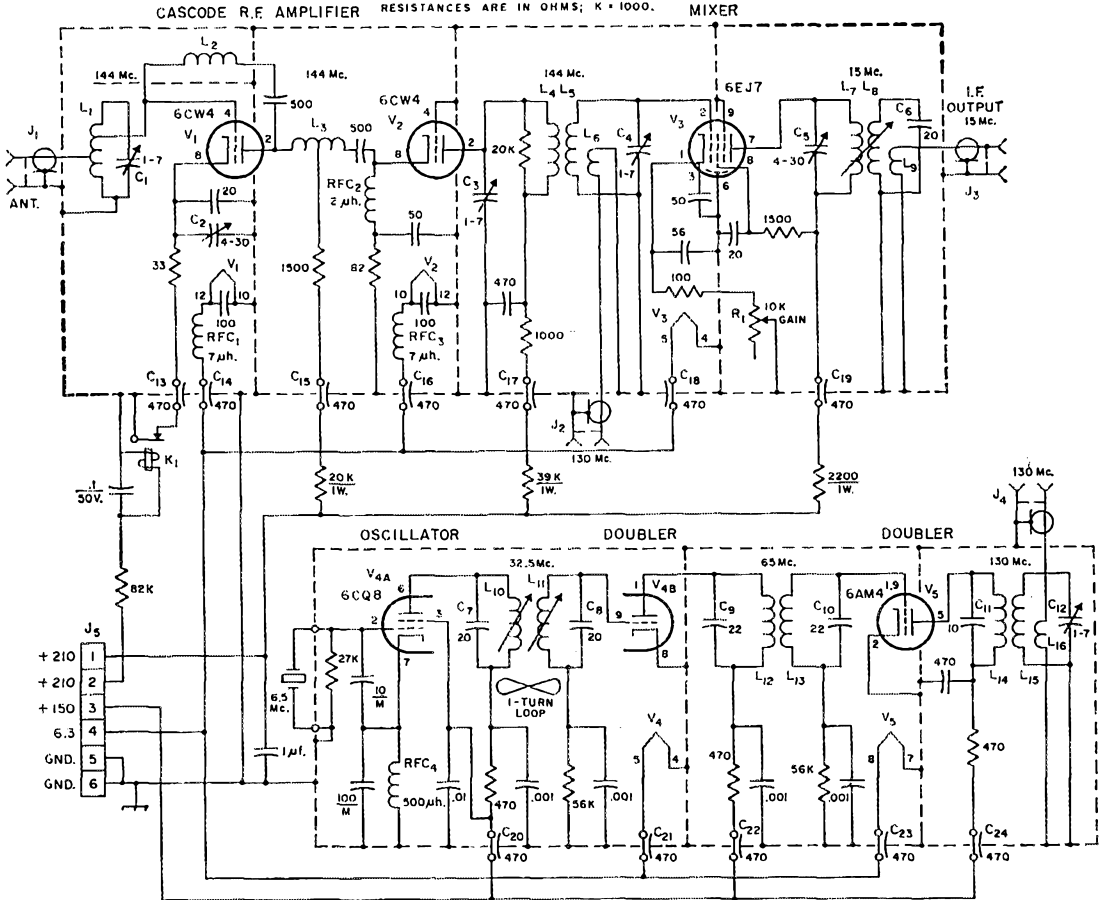 CASCODE R.F. AMPLIFIER RESISTANCES ARE IN OHMS; K = 1000. MIXER
L2
144 Mc. 144 Mc. 144 Mc. 15 Mc.
L1
6CW4
V1
4
8
2
500
J1
ANT.
1-7
C1
20
C2
4-30
33
V1
12 10
100
RFC1
7 µh.
C13
470
C14
470
L3
500
6CW4
V2
4
8
2
RFC2
2 µh.
50
1500
82
V2
10 12
100
RFC3
7 µh.
C15
470
C16
470
C3
1-7
20K
L4 L5
L6
C4
1-7
470
1000
C17
470
J2
130 Mc.
6EJ7
V3
2 9
1
7
8
3
6
50
56
20
1500
100
10K
GAIN
R1
V3
5 4
C18
470
C5
4-30
L7 L8
C6
20
L9
I.F.
OUTPUT
15 Mc.
J3
C19
470
K1
.1
50V.
82K
20K
1W.
39K
1W.
2200
1W.
J5
+210 1
+210 2
+150 3
6.3 4
GND. 5
GND. 6
1 µf.
OSCILLATOR DOUBLER DOUBLER
V4A
6CQ8
6
2
3
7
6.5
Mc.
27K
10
M
100
M
RFC4
500 µh.
.01
32.5 Mc.
C7
20
L10
L11
C8
20
1-TURN
LOOP
470
.001
56K
.001
C20
470
V4B
1
9
8
V4
5 4
C21
470
65 Mc.
C9
22
L12 L13
C10
22
470
.001
56K
.001
C22
470
6AM4
V5
1,9
5
2
V5
8 7
C23
470
130 Mc.
J4
130 Mc.
C11
10
L14 L15
L16
C12
1-7
470
470
C24
470